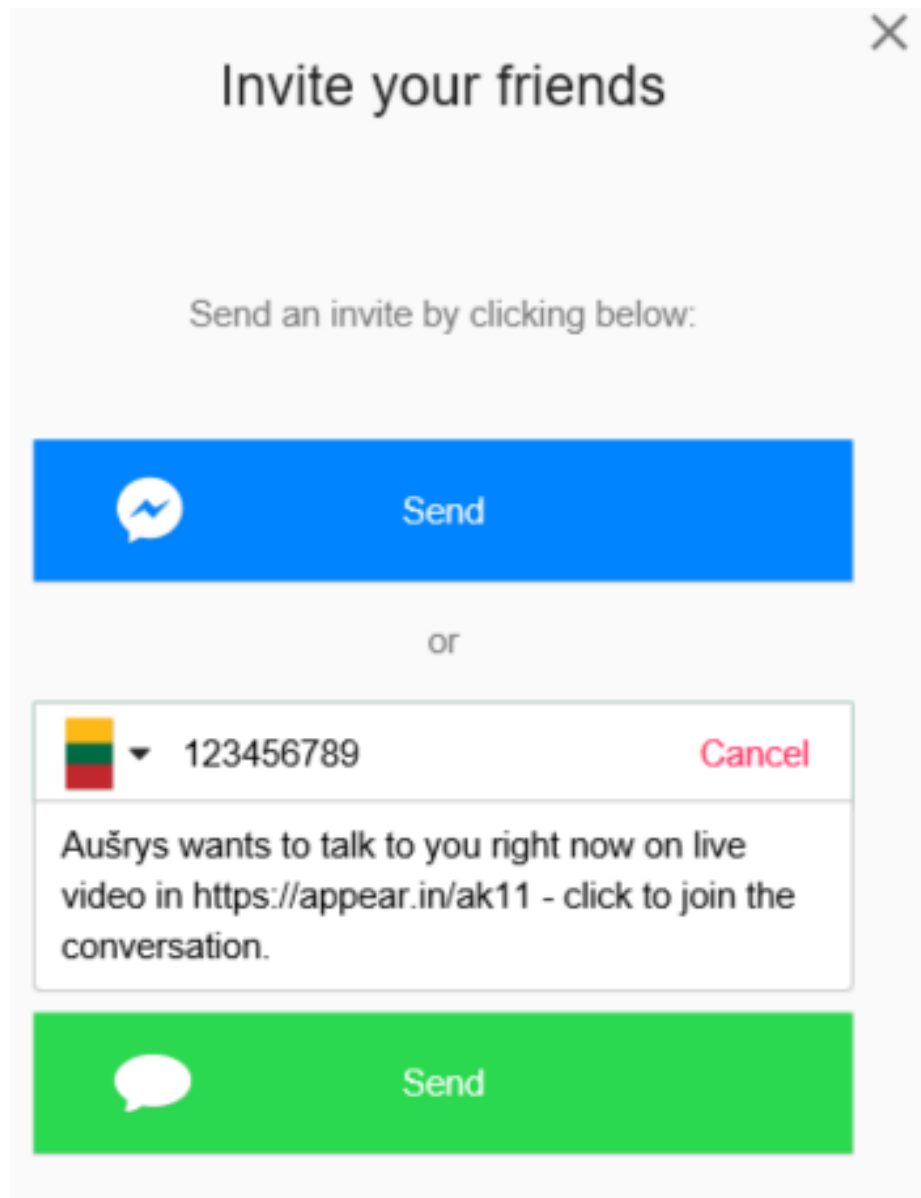 Invite your friends
Send an invite by clicking below:
Send
or
123456789 Cancel
Aušrys wants to talk to you right now on live
video in https://appear.in/ak11 - click to join the
conversation.
Send